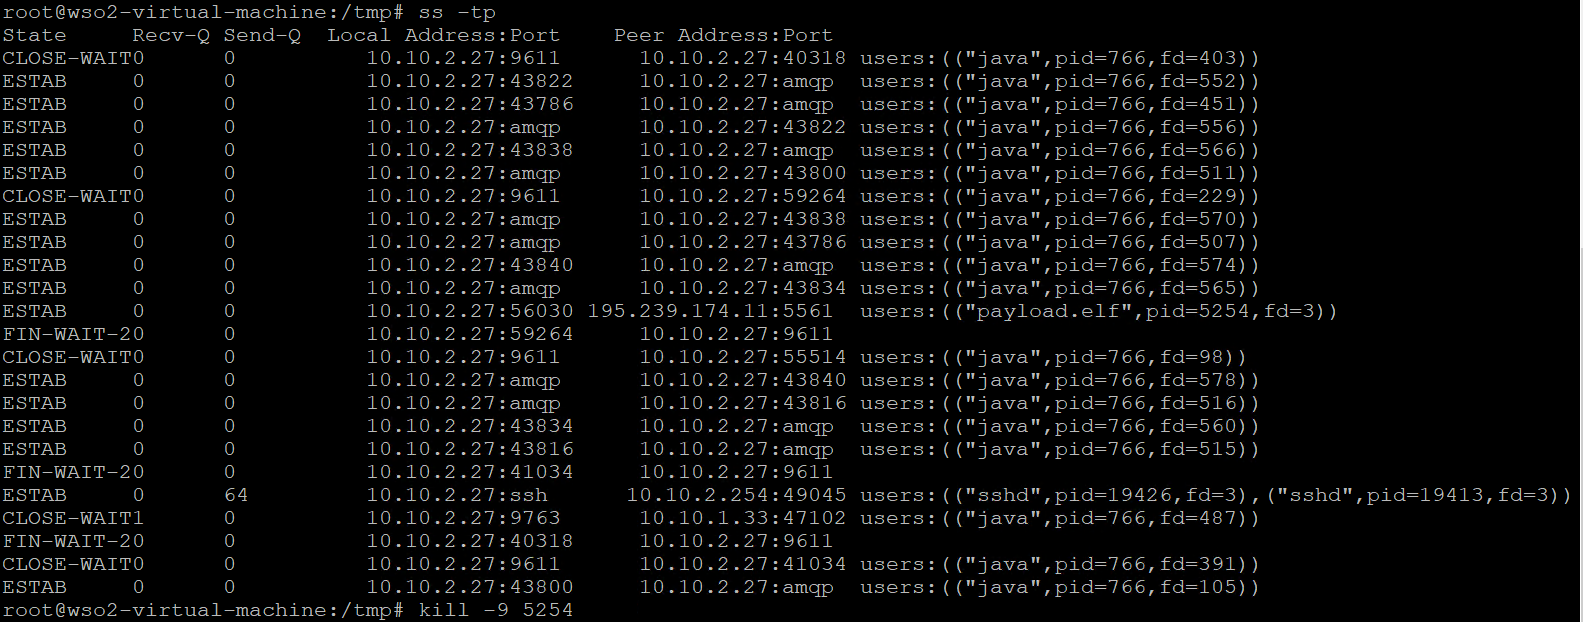 root@wso2-virtual-machine:/tmp# ss -tp
State      Recv-Q Send-Q  Local Address:Port    Peer Address:Port
CLOSE-WAIT0      0          10.10.2.27:9611       10.10.2.27:40318 users:(("java",pid=766,fd=403))
ESTAB     0      0          10.10.2.27:43822      10.10.2.27:amqp  users:(("java",pid=766,fd=552))
ESTAB     0      0          10.10.2.27:43786      10.10.2.27:amqp  users:(("java",pid=766,fd=451))
ESTAB     0      0          10.10.2.27:amqp       10.10.2.27:43822 users:(("java",pid=766,fd=556))
ESTAB     0      0          10.10.2.27:43838      10.10.2.27:amqp  users:(("java",pid=766,fd=566))
ESTAB     0      0          10.10.2.27:amqp       10.10.2.27:43800 users:(("java",pid=766,fd=511))
CLOSE-WAIT0      0          10.10.2.27:9611       10.10.2.27:59264 users:(("java",pid=766,fd=229))
ESTAB     0      0          10.10.2.27:amqp       10.10.2.27:43838 users:(("java",pid=766,fd=570))
ESTAB     0      0          10.10.2.27:amqp       10.10.2.27:43786 users:(("java",pid=766,fd=507))
ESTAB     0      0          10.10.2.27:43840      10.10.2.27:amqp  users:(("java",pid=766,fd=574))
ESTAB     0      0          10.10.2.27:amqp       10.10.2.27:43834 users:(("java",pid=766,fd=565))
ESTAB     0      0          10.10.2.27:56030 195.239.174.11:5561  users:(("payload.elf",pid=5254,fd=3))
FIN-WAIT-20      0          10.10.2.27:59264      10.10.2.27:9611
CLOSE-WAIT0      0          10.10.2.27:9611       10.10.2.27:55514 users:(("java",pid=766,fd=98))
ESTAB     0      0          10.10.2.27:amqp       10.10.2.27:43840 users:(("java",pid=766,fd=578))
ESTAB     0      0          10.10.2.27:amqp       10.10.2.27:43816 users:(("java",pid=766,fd=516))
ESTAB     0      0          10.10.2.27:43834      10.10.2.27:amqp  users:(("java",pid=766,fd=560))
ESTAB     0      0          10.10.2.27:43816      10.10.2.27:amqp  users:(("java",pid=766,fd=515))
FIN-WAIT-20      0          10.10.2.27:41034      10.10.2.27:9611
ESTAB     0      64         10.10.2.27:ssh       10.10.2.254:49045 users:(("sshd",pid=19426,fd=3),("sshd",pid=19413,fd=3))
CLOSE-WAIT1      0          10.10.2.27:9763       10.10.1.33:47102 users:(("java",pid=766,fd=487))
FIN-WAIT-20      0          10.10.2.27:40318      10.10.2.27:9611
CLOSE-WAIT0      0          10.10.2.27:9611       10.10.2.27:41034 users:(("java",pid=766,fd=391))
ESTAB     0      0          10.10.2.27:43800      10.10.2.27:amqp  users:(("java",pid=766,fd=105))
root@wso2-virtual-machine:/tmp# kill -9 5254